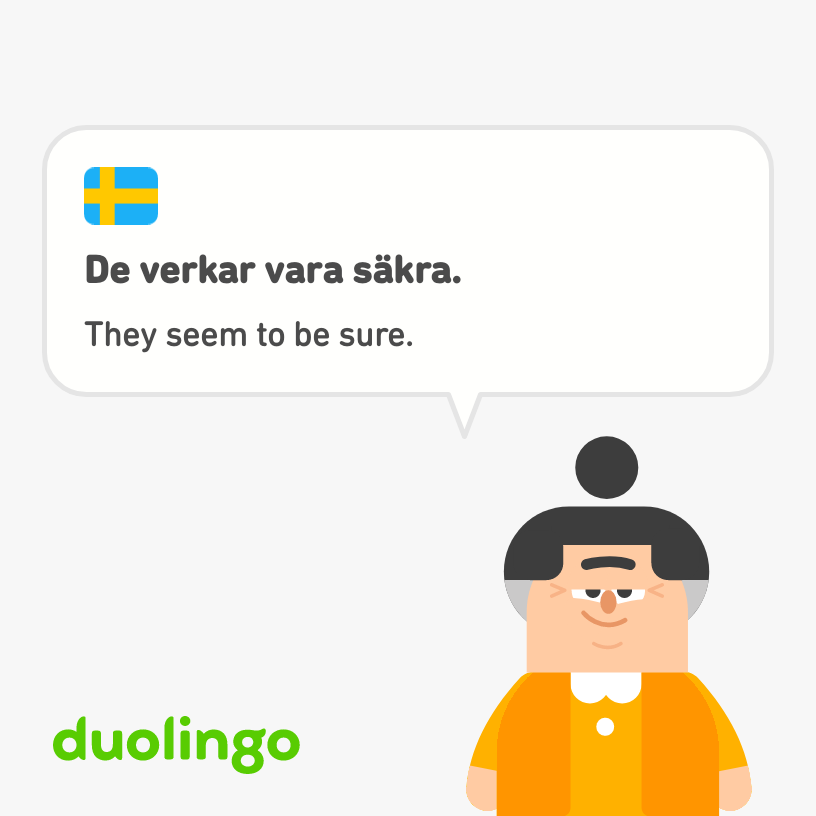 De verkar vara säkra.
They seem to be sure.
duolingo